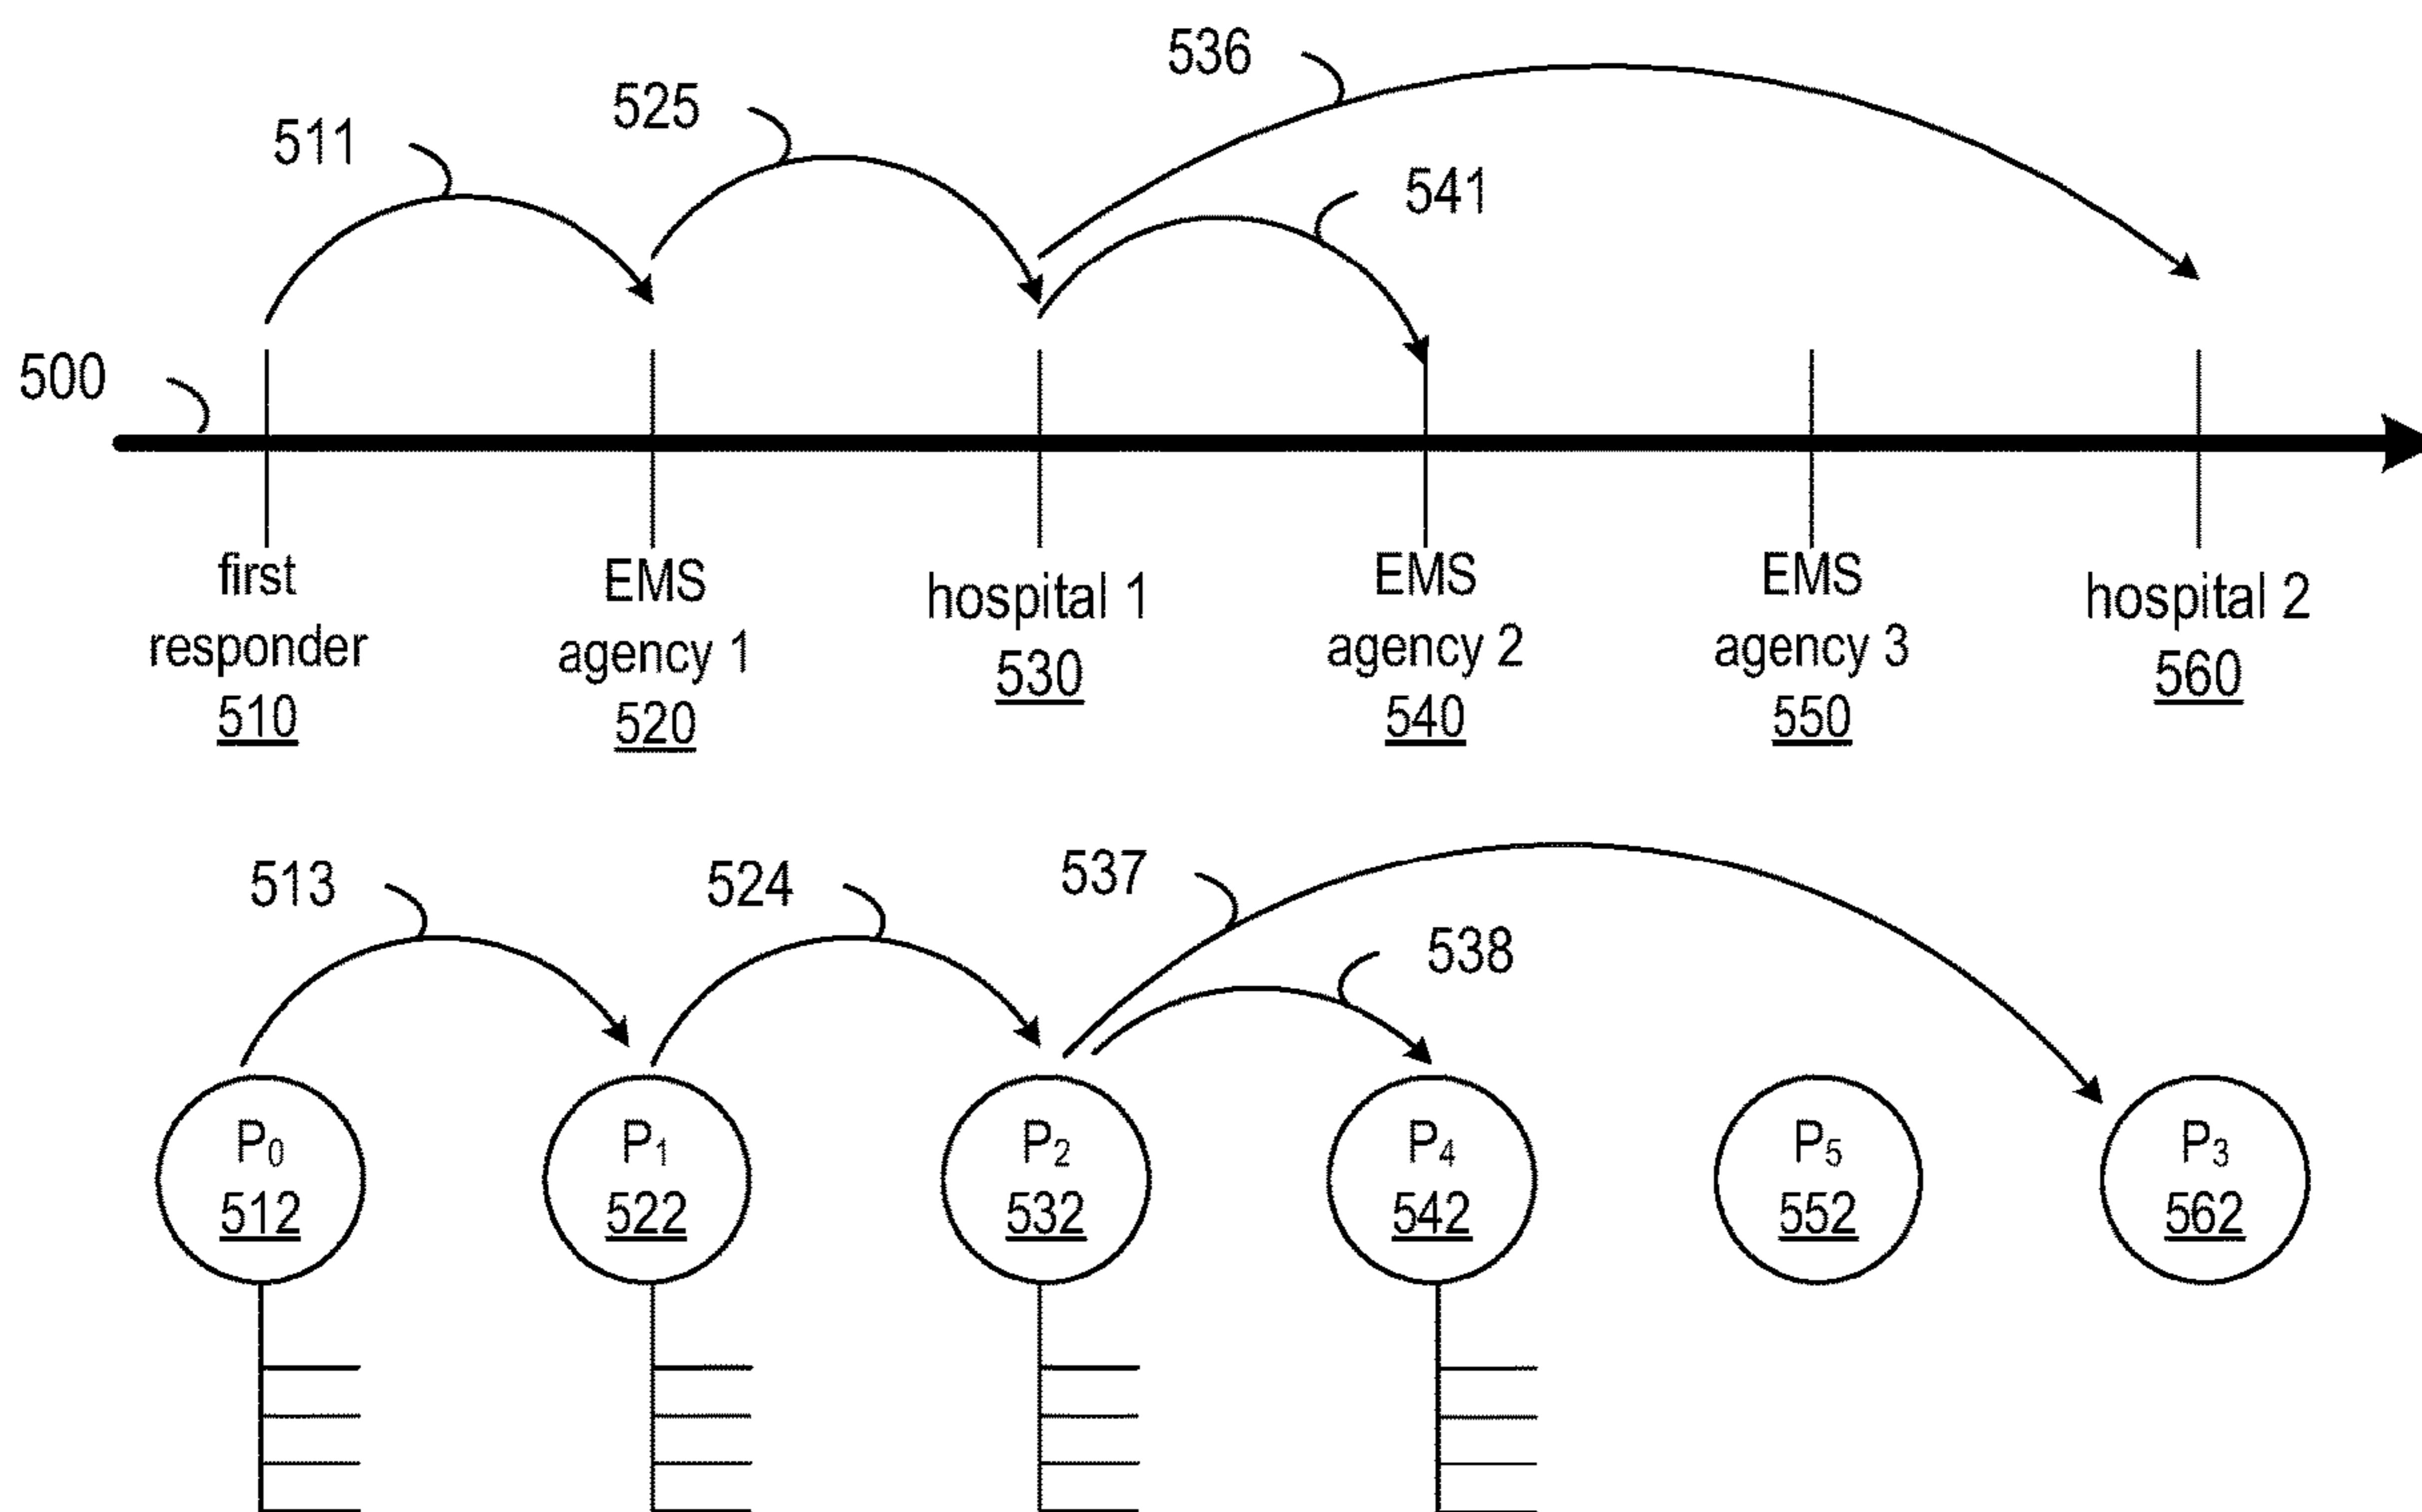 536
525
511
541
500
first
responder
510
EMS
agency 1
520
hospital 1
530
EMS
agency 2
540
EMS
agency 3
550
hospital 2
560
513
524
537
538
P₀
512
P₁
522
P₂
532
P₄
542
P₅
552
P₃
562